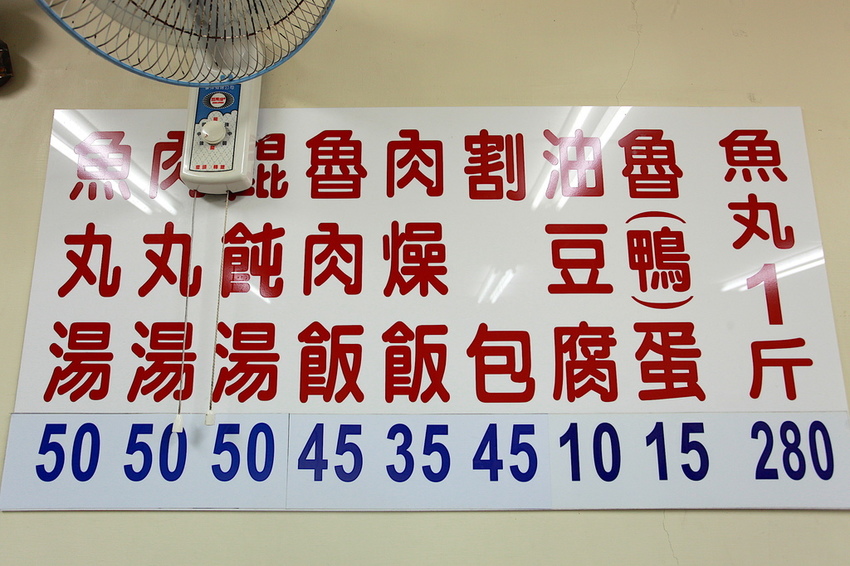 魚丸湯
肉丸湯
餛飩湯
魯肉飯
肉燥飯
割包
油豆腐
魯(鴨)蛋
魚丸1斤
50 50 50 45 35 45 10 15 280